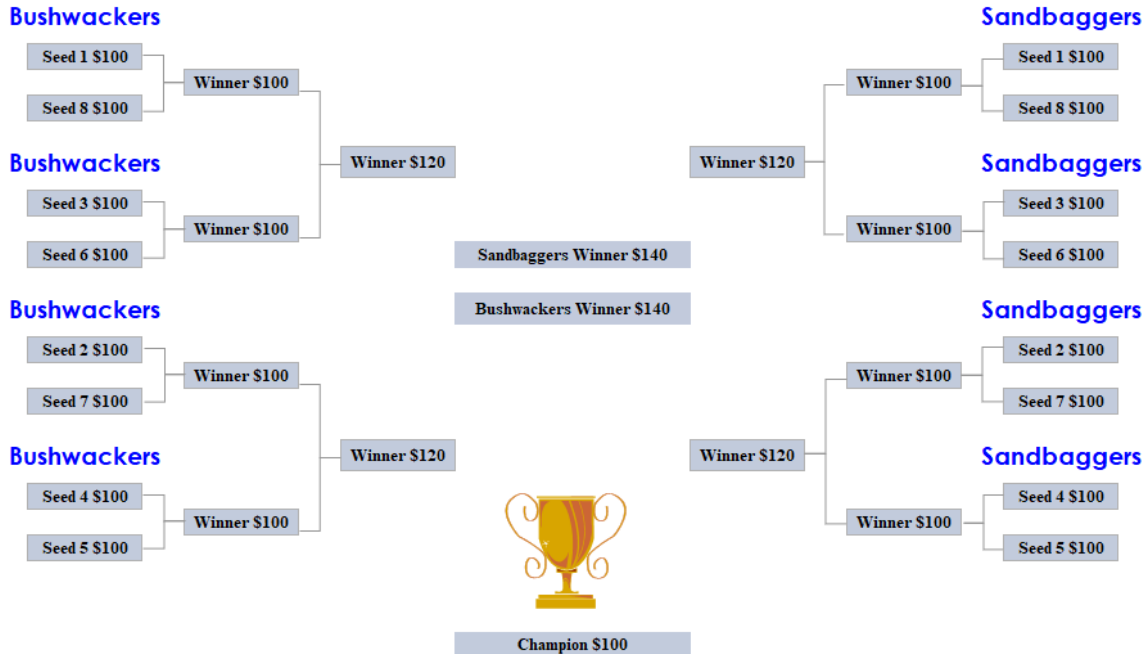 Bushwackers
Seed 1 $100
Winner $100
Seed 8 $100
Winner $120
Bushwackers
Seed 3 $100
Winner $100
Seed 6 $100
Bushwackers
Seed 2 $100
Winner $100
Seed 7 $100
Winner $120
Bushwackers
Seed 4 $100
Winner $100
Seed 5 $100
Sandbaggers Winner $140
Bushwackers Winner $140
Champion $100
Sandbaggers
Seed 1 $100
Winner $100
Seed 8 $100
Winner $120
Sandbaggers
Seed 3 $100
Winner $100
Seed 6 $100
Sandbaggers
Seed 2 $100
Winner $100
Seed 7 $100
Winner $120
Sandbaggers
Seed 4 $100
Winner $100
Seed 5 $100